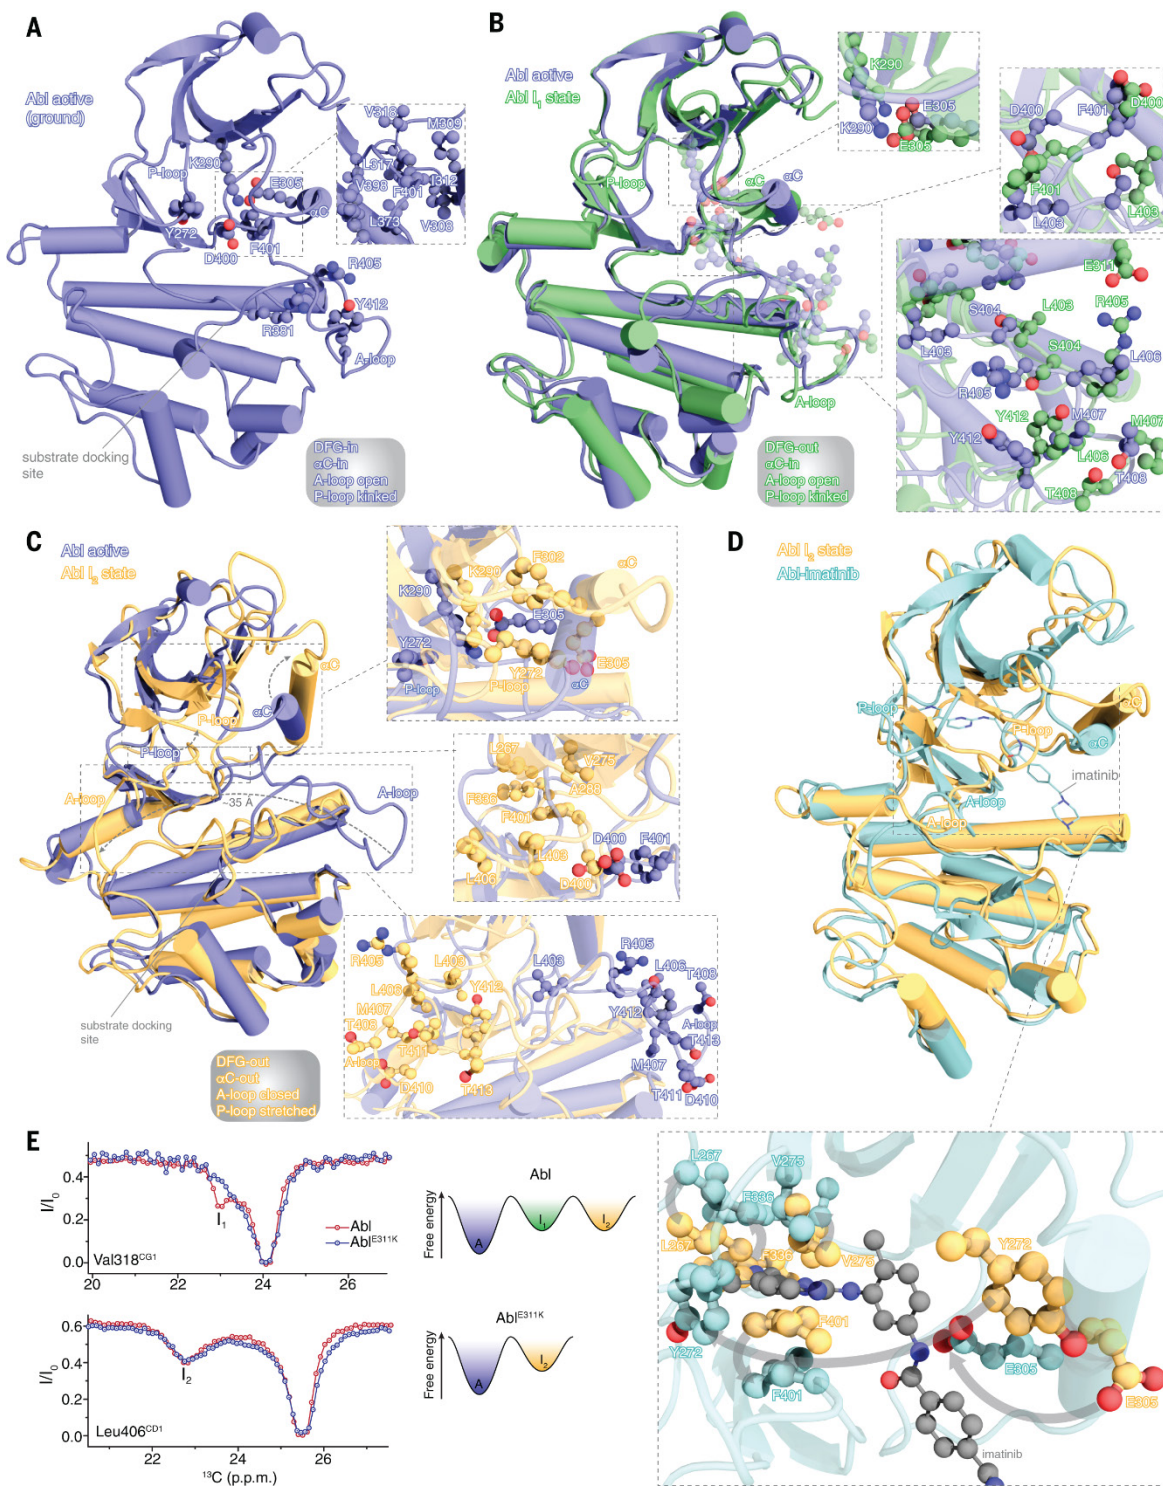 A
Abl active
(ground)
K290
P-loop
E305
αC
Y272
D400
F401
V318
M309
L317
V398
F401
I312
L373
V308
R405
Y412
R381
A-loop
substrate docking
site
DFG-in
αC-in
A-loop open
P-loop kinked
B
Abl active
Abl I1 state
P-loop
αC
αC
A-loop
K290
E305
K290
E305
D400
F401
D400
F401
L403
L403
E311
S404
L403
R405
L403
S404
L406
R405
Y412
M407
M407
Y412
L406
T408
T408
DFG-out
αC-in
A-loop open
P-loop kinked
C
Abl active
Abl I2 state
αC
αC
P-loop
P-loop
A-loop
~35 Å
A-loop
substrate docking
site
DFG-out
αC-out
A-loop closed
P-loop stretched
F302
K290
αC
K290
E305
Y272
Y272
E305
P-loop
P-loop
αC
L267
V275
A288
F336
F401
D400
F401
L403
L406
D400
R405
L403
L403
R405
L406
T408
L406
Y412
Y412
M407
T408
A-loop
T411
T413
A-loop
M407
D410
T413
T411
D410
D
Abl I2 state
Abl-imatinib
P-loop
P-loop
αC
αC
imatinib
A-loop
A-loop
L267
V275
F336
L267
F336
V275
Y272
F401
Y272
E305
F401
E305
imatinib
E
I/I0
0.4
0.2
0.0
I1
Abl
AblE311K
Val318CG1
20
22
24
26
I/I0
0.6
0.4
0.2
0.0
I2
Leu406CD1
22
24
26
13C (p.p.m.)
Abl
Free energy
A
I1
I2
AblE311K
Free energy
A
I2